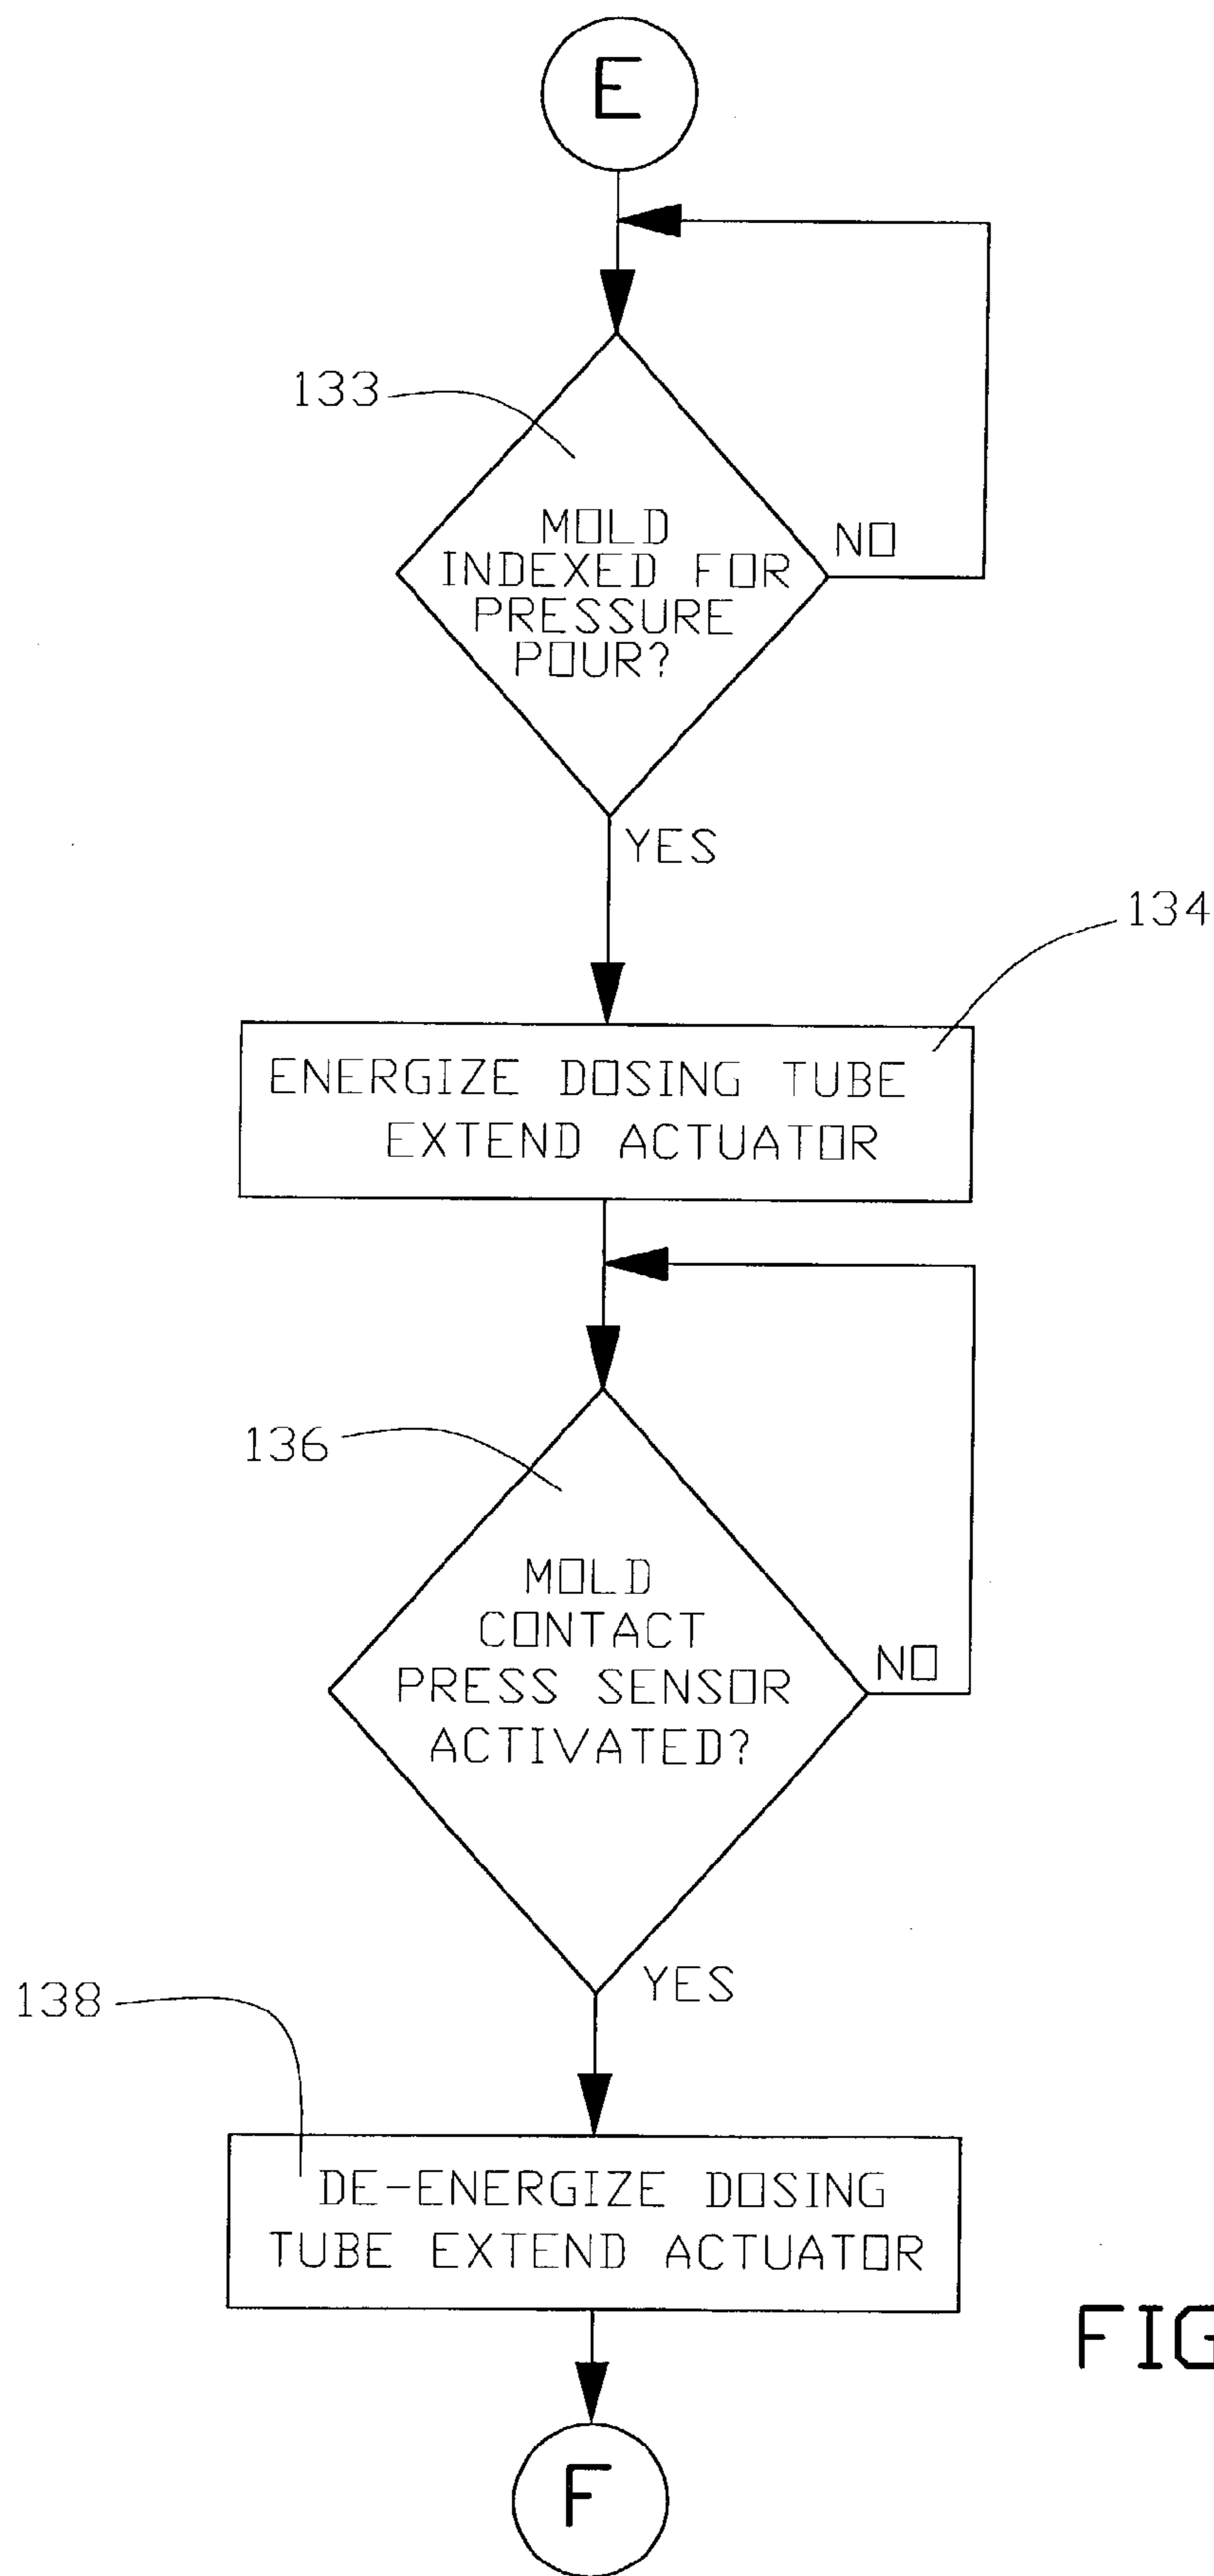 E
133
MOLD
INDEXED FOR
PRESSURE
POUR?
NO
YES
134
ENERGIZE DOSING TUBE
EXTEND ACTUATOR
136
MOLD
CONTACT
PRESS SENSOR
ACTIVATED?
NO
YES
138
DE-ENERGIZE DOSING
TUBE EXTEND ACTUATOR
FIG
F